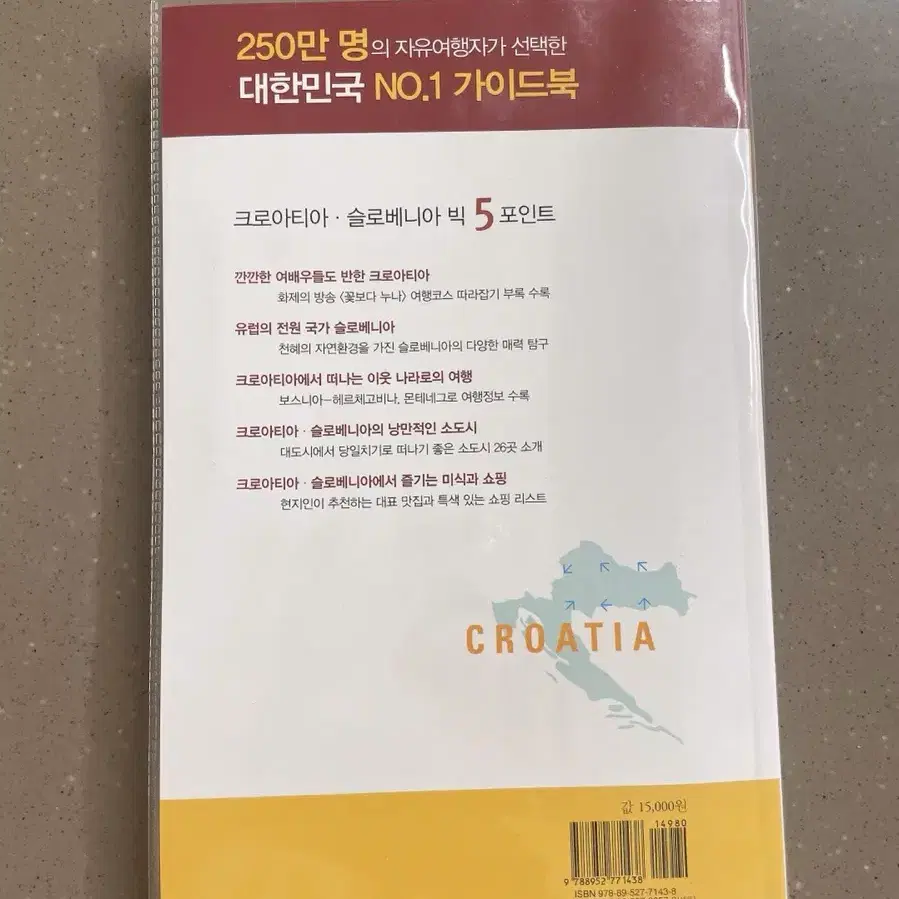 250만 명의 자유여행자가 선택한
대한민국 NO.1 가이드북
크로아티아 · 슬로베니아 빅 5 포인트
깐깐한 여배우들도 반한 크로아티아
화제의 방송 〈꽃보다 누나〉 여행코스 따라잡기 부록 수록
유럽의 전원 국가 슬로베니아
천혜의 자연환경을 가진 슬로베니아의 다양한 매력 탐구
크로아티아에서 떠나는 이웃 나라로의 여행
보스니아–헤르체고비나, 몬테네그로 여행정보 수록
크로아티아 · 슬로베니아의 낭만적인 소도시
대도시에서 당일치기로 떠나기 좋은 소도시 26곳 소개
크로아티아 · 슬로베니아에서 즐기는 미식과 쇼핑
현지인이 추천하는 대표 맛집과 특색 있는 쇼핑 리스트
CROATIA
값 15,000원
14980
9 788952 771438
ISBN 978-89-527-7143-8